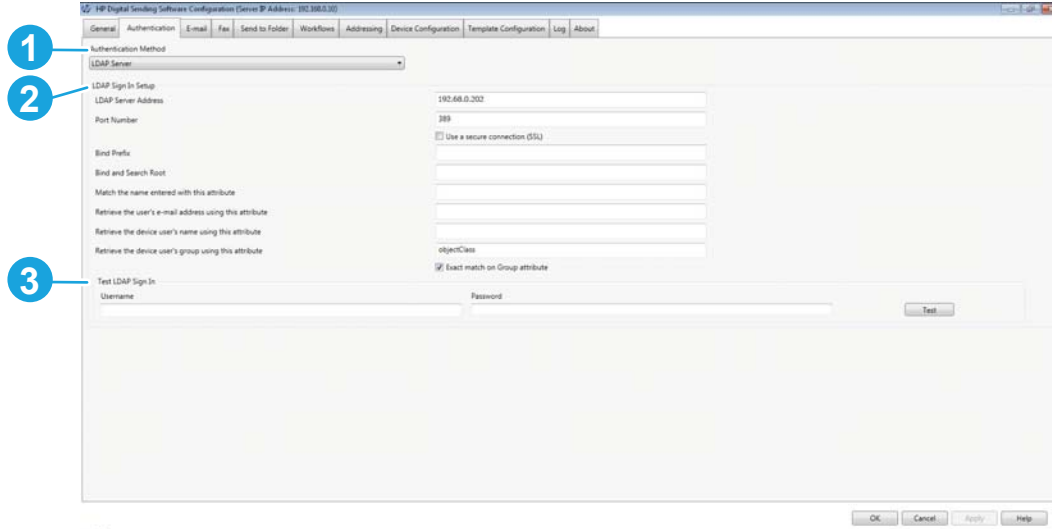 HP Digital Sending Software Configuration (Server IP Address: 192.168.0.10)
General Authentication E-mail Fax Send to Folder Workflows Addressing Device Configuration Template Configuration Log About
1
Authentication Method
LDAP Server
2
LDAP Sign In Setup
LDAP Server Address 192.68.0.202
Port Number 389
Use a secure connection (SSL)
Bind Prefix
Bind and Search Root
Match the name entered with this attribute
Retrieve the user's e-mail address using this attribute
Retrieve the device user's name using this attribute
Retrieve the device user's group using this attribute objectClass
Exact match on Group attribute
3
Test LDAP Sign In
Username Password
Test
OK Cancel Apply Help